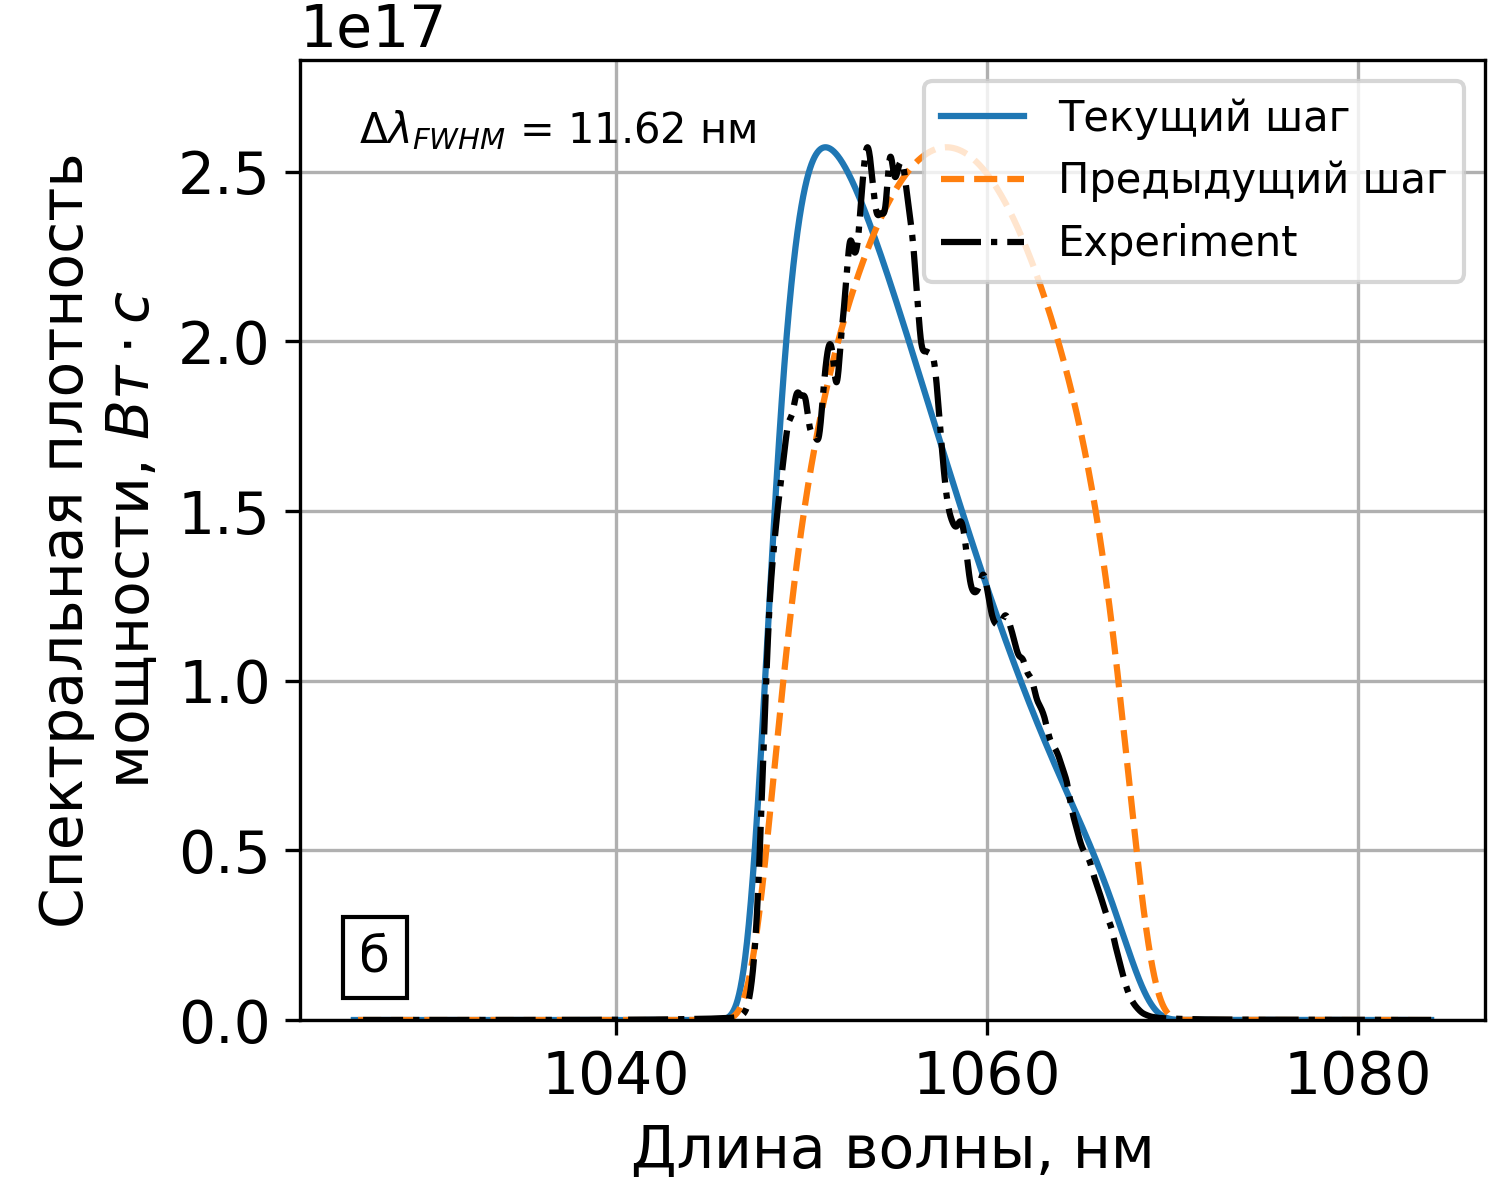 1e17
Δλ_FWHM = 11.62 нм
Текущий шаг
Предыдущий шаг
Experiment
Спектральная плотность
мощности, Вт · с
2.5
2.0
1.5
1.0
0.5
0.0
б
1040
1060
1080
Длина волны, нм